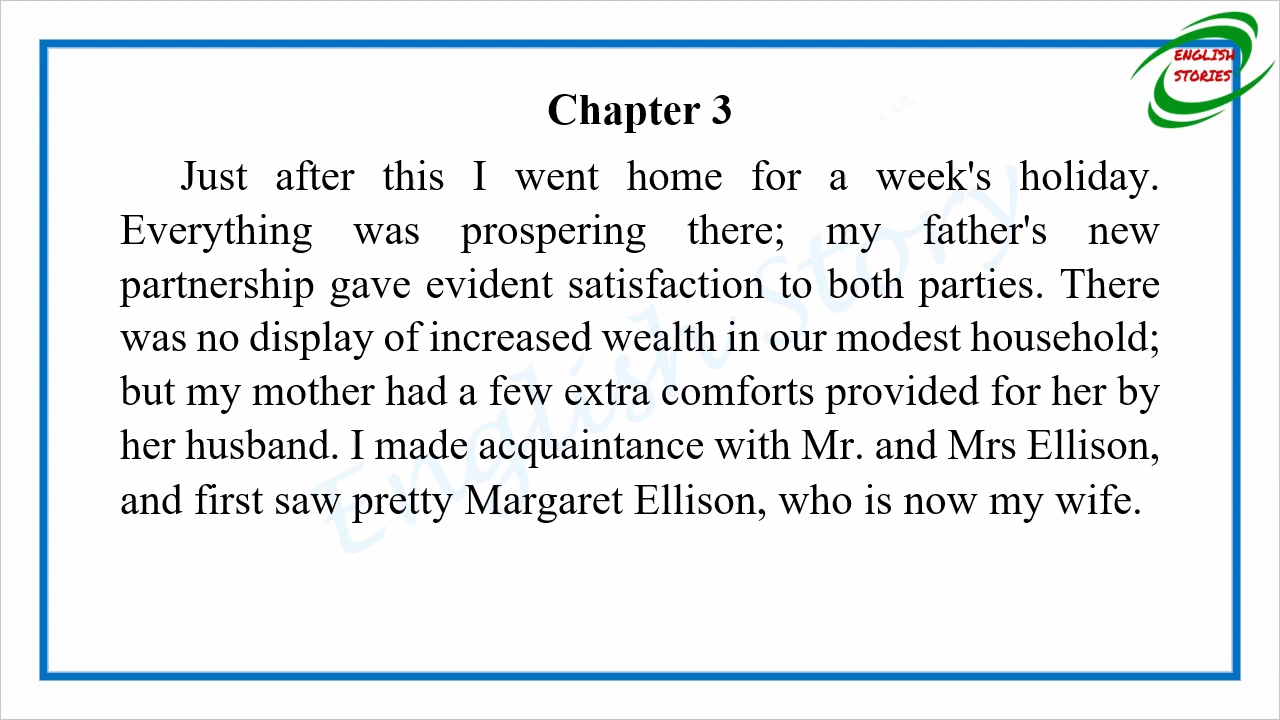 ENGLISH
STORIES
Chapter 3
Just after this I went home for a week's holiday.
Everything was prospering there; my father's new
partnership gave evident satisfaction to both parties. There
was no display of increased wealth in our modest household;
but my mother had a few extra comforts provided for her by
her husband. I made acquaintance with Mr. and Mrs Ellison,
and first saw pretty Margaret Ellison, who is now my wife.
English Story